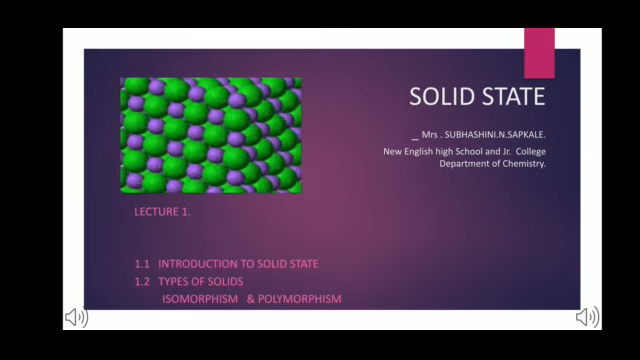 SOLID STATE
_ Mrs . SUBHASHINI.N.SAPKALE.
New English high School and Jr. College
Department of Chemistry.
LECTURE 1.
1.1 INTRODUCTION TO SOLID STATE
1.2 TYPES OF SOLIDS
ISOMORPHISM & POLYMORPHISM